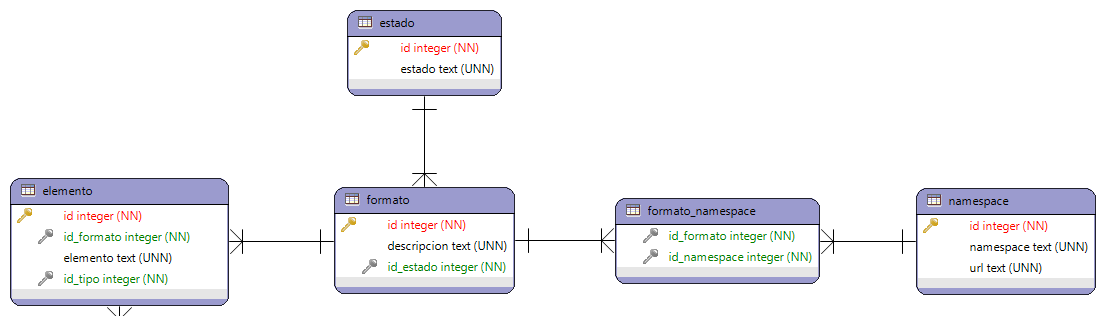 estado
id integer (NN)
estado text (UNN)
elemento
id integer (NN)
id_formato integer (NN)
elemento text (UNN)
id_tipo integer (NN)
formato
id integer (NN)
descripcion text (UNN)
id_estado integer (NN)
formato_namespace
id_formato integer (NN)
id_namespace integer (NN)
namespace
id integer (NN)
namespace text (UNN)
url text (UNN)